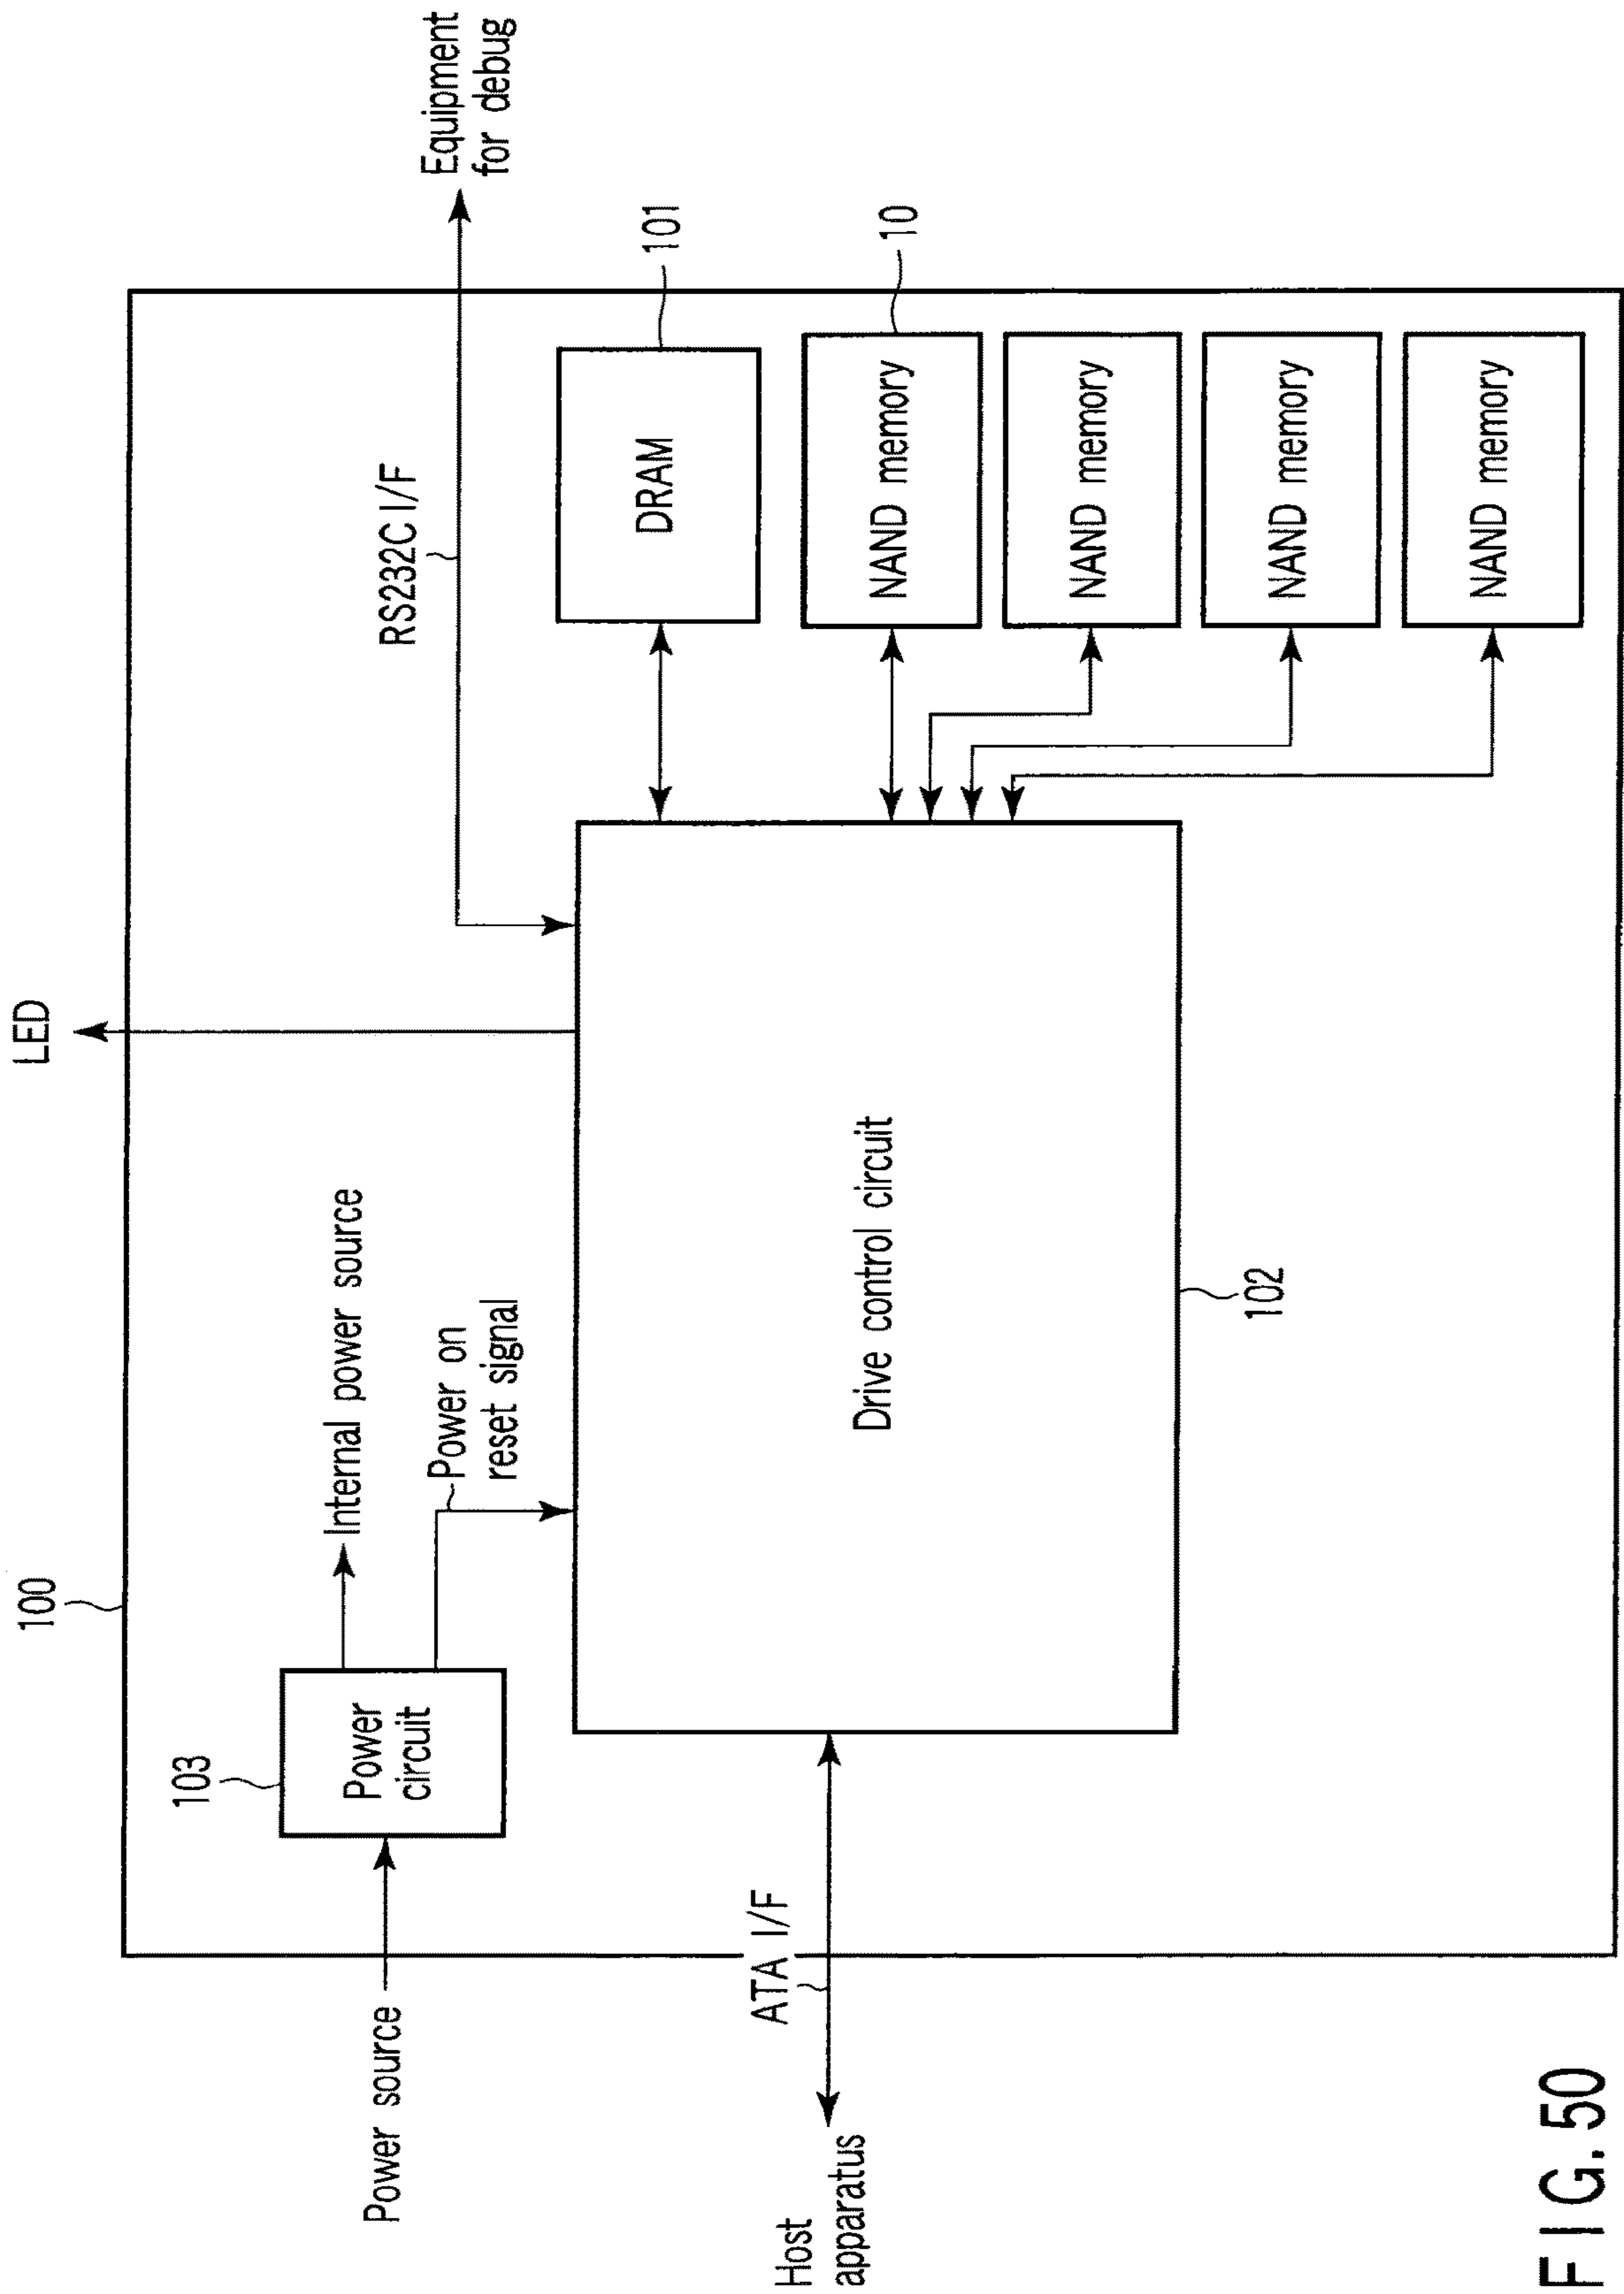 100
LED
103
Power
circuit
Internal power source
Power on
reset signal
RS232C I/F
Equipment
for debug
Power source
DRAM
101
ATA I/F
Host
apparatus
Drive control circuit
102
NAND memory
10
NAND memory
NAND memory
NAND memory
FIG. 50